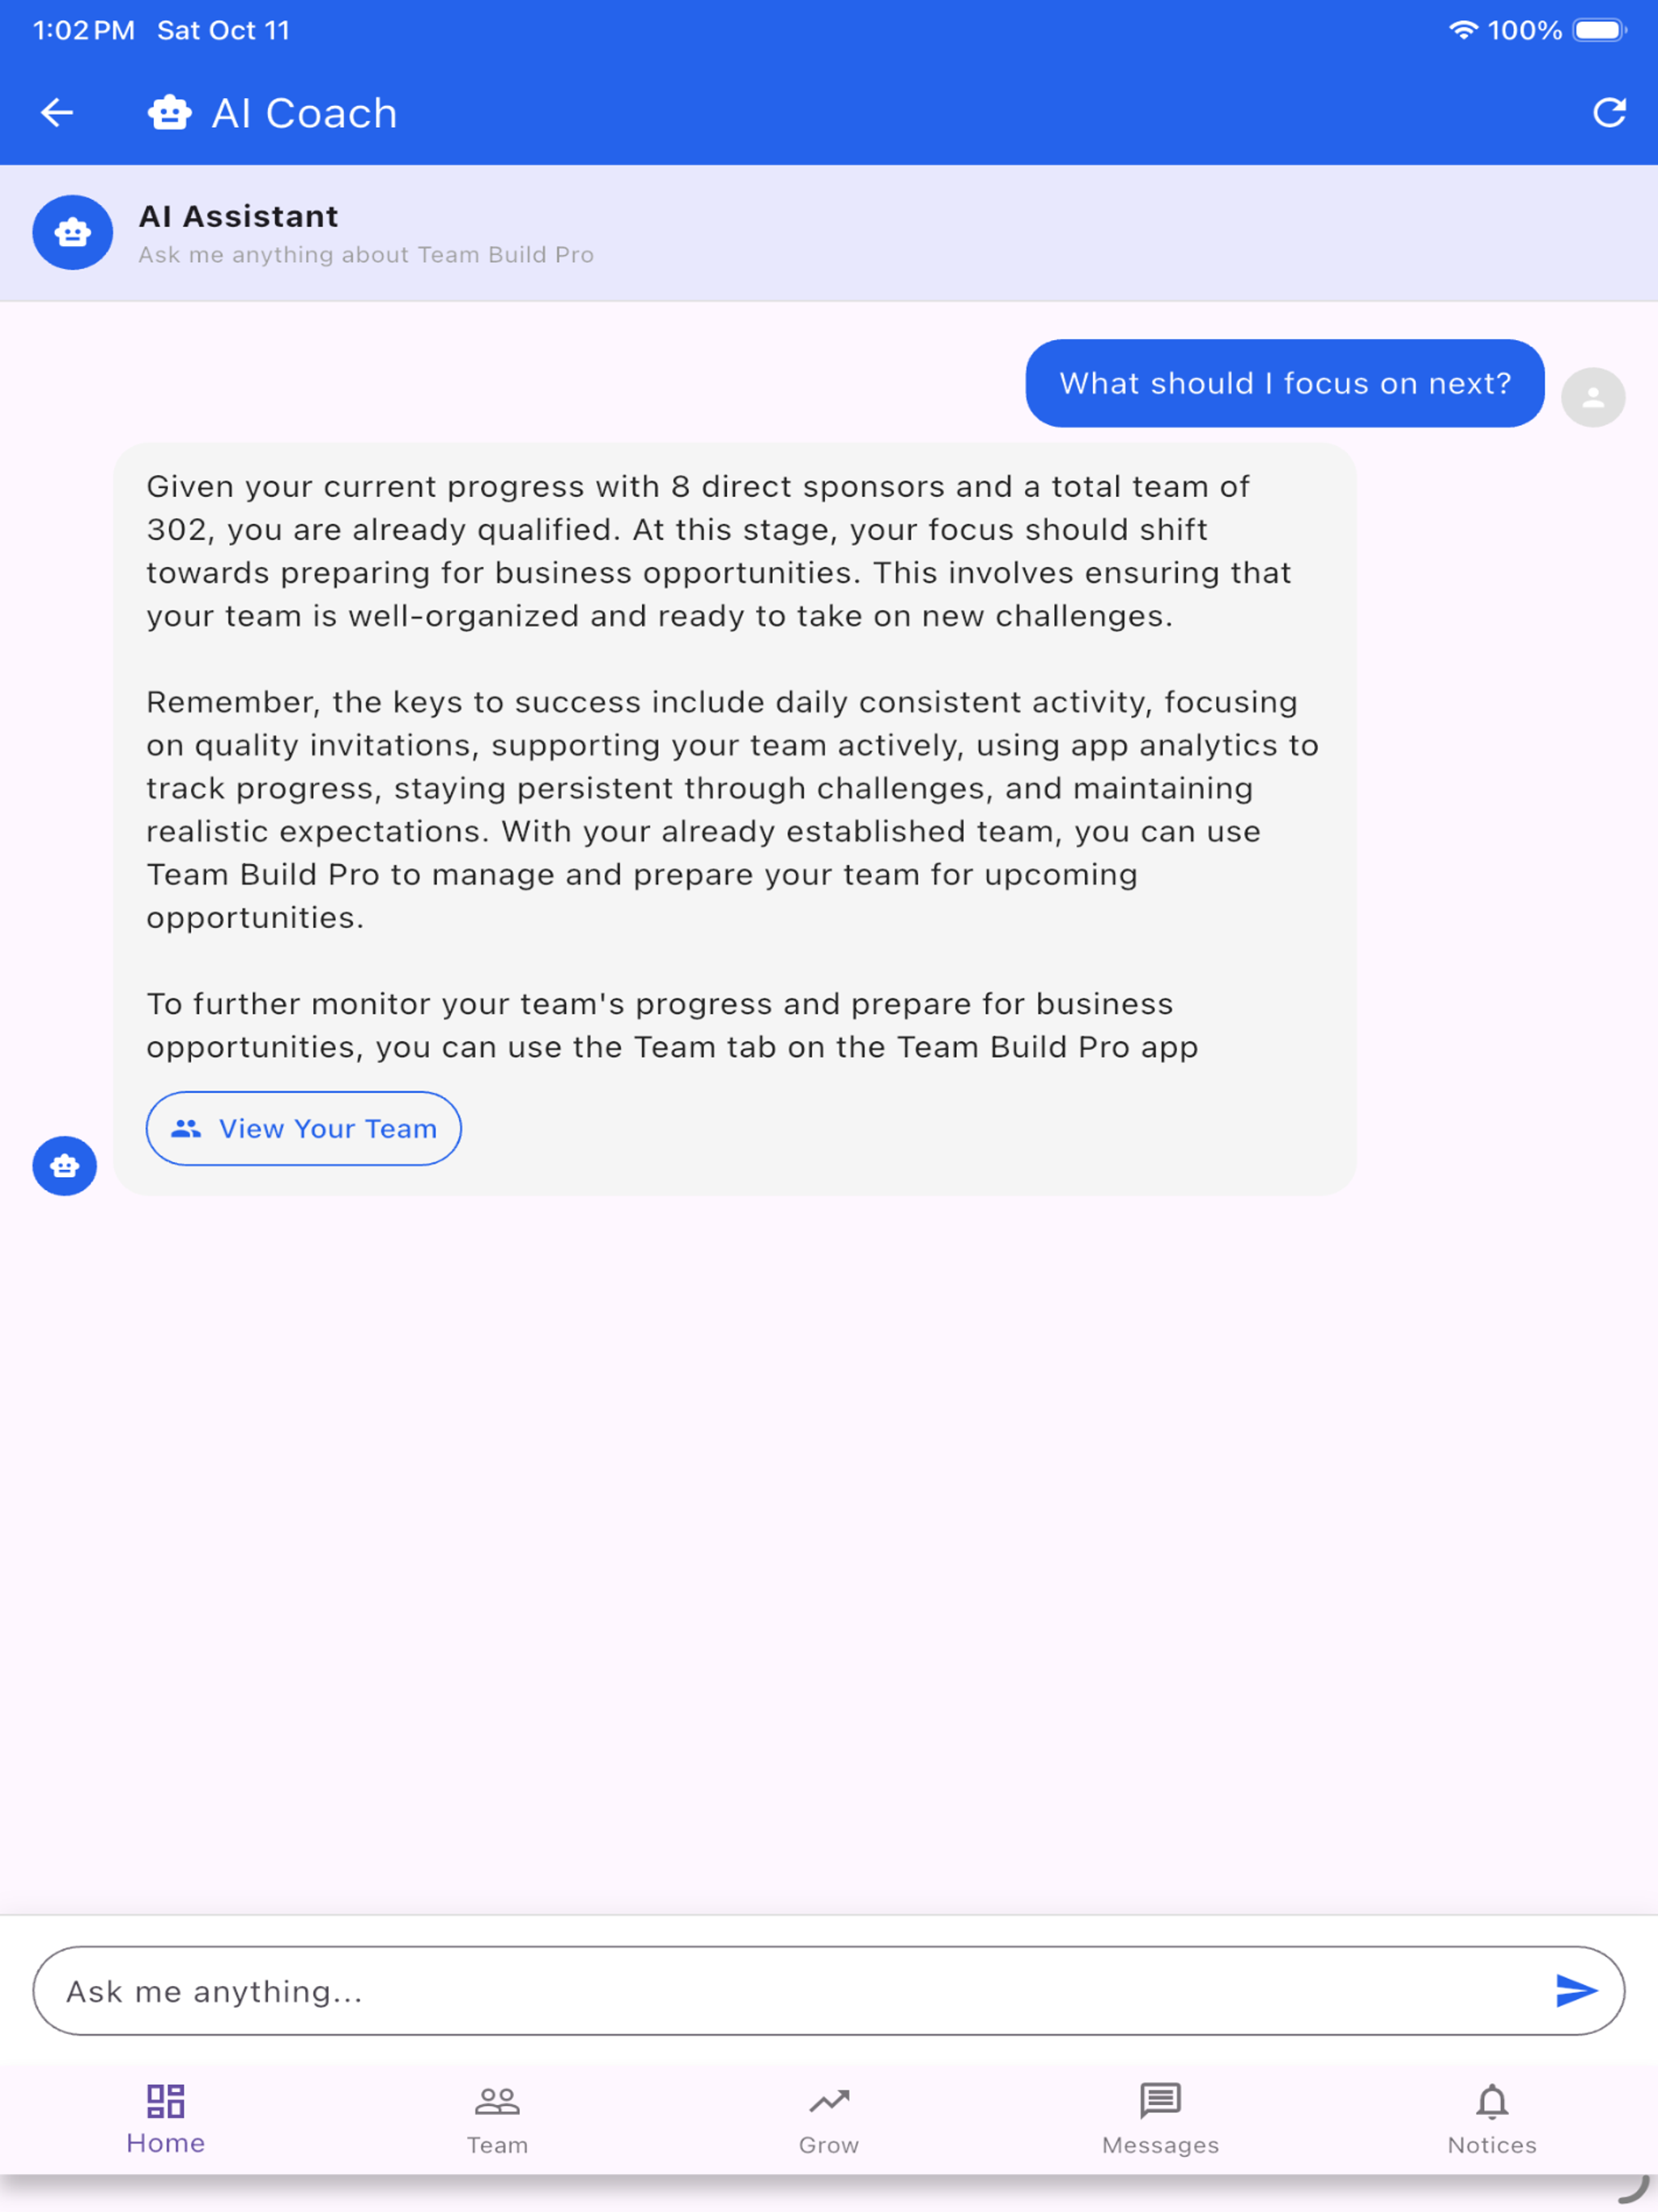 1:02 PM Sat Oct 11
100%
AI Coach
AI Assistant
Ask me anything about Team Build Pro
What should I focus on next?
Given your current progress with 8 direct sponsors and a total team of
302, you are already qualified. At this stage, your focus should shift
towards preparing for business opportunities. This involves ensuring that
your team is well-organized and ready to take on new challenges.
Remember, the keys to success include daily consistent activity, focusing
on quality invitations, supporting your team actively, using app analytics to
track progress, staying persistent through challenges, and maintaining
realistic expectations. With your already established team, you can use
Team Build Pro to manage and prepare your team for upcoming
opportunities.
To further monitor your team's progress and prepare for business
opportunities, you can use the Team tab on the Team Build Pro app
View Your Team
Ask me anything...
Home
Team
Grow
Messages
Notices